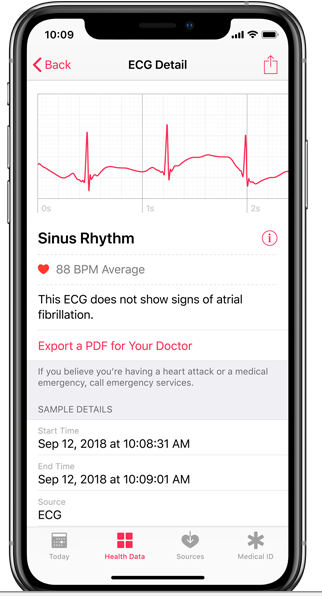 10:09
Back
ECG Detail
0s
1s
2s
Sinus Rhythm
88 BPM Average
This ECG does not show signs of atrial
fibrillation.
Export a PDF for Your Doctor
If you believe you're having a heart attack or a medical
emergency, call emergency services.
SAMPLE DETAILS
Start Time
Sep 12, 2018 at 10:08:31 AM
End Time
Sep 12, 2018 at 10:09:01 AM
Source
ECG
Today
Health Data
Sources
Medical ID